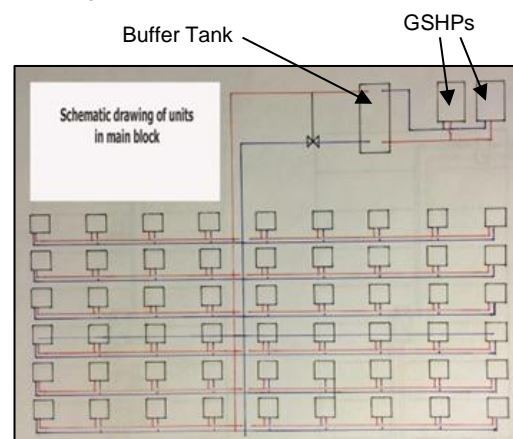 GSHPs
Buffer Tank
Schematic drawing of units
in main block